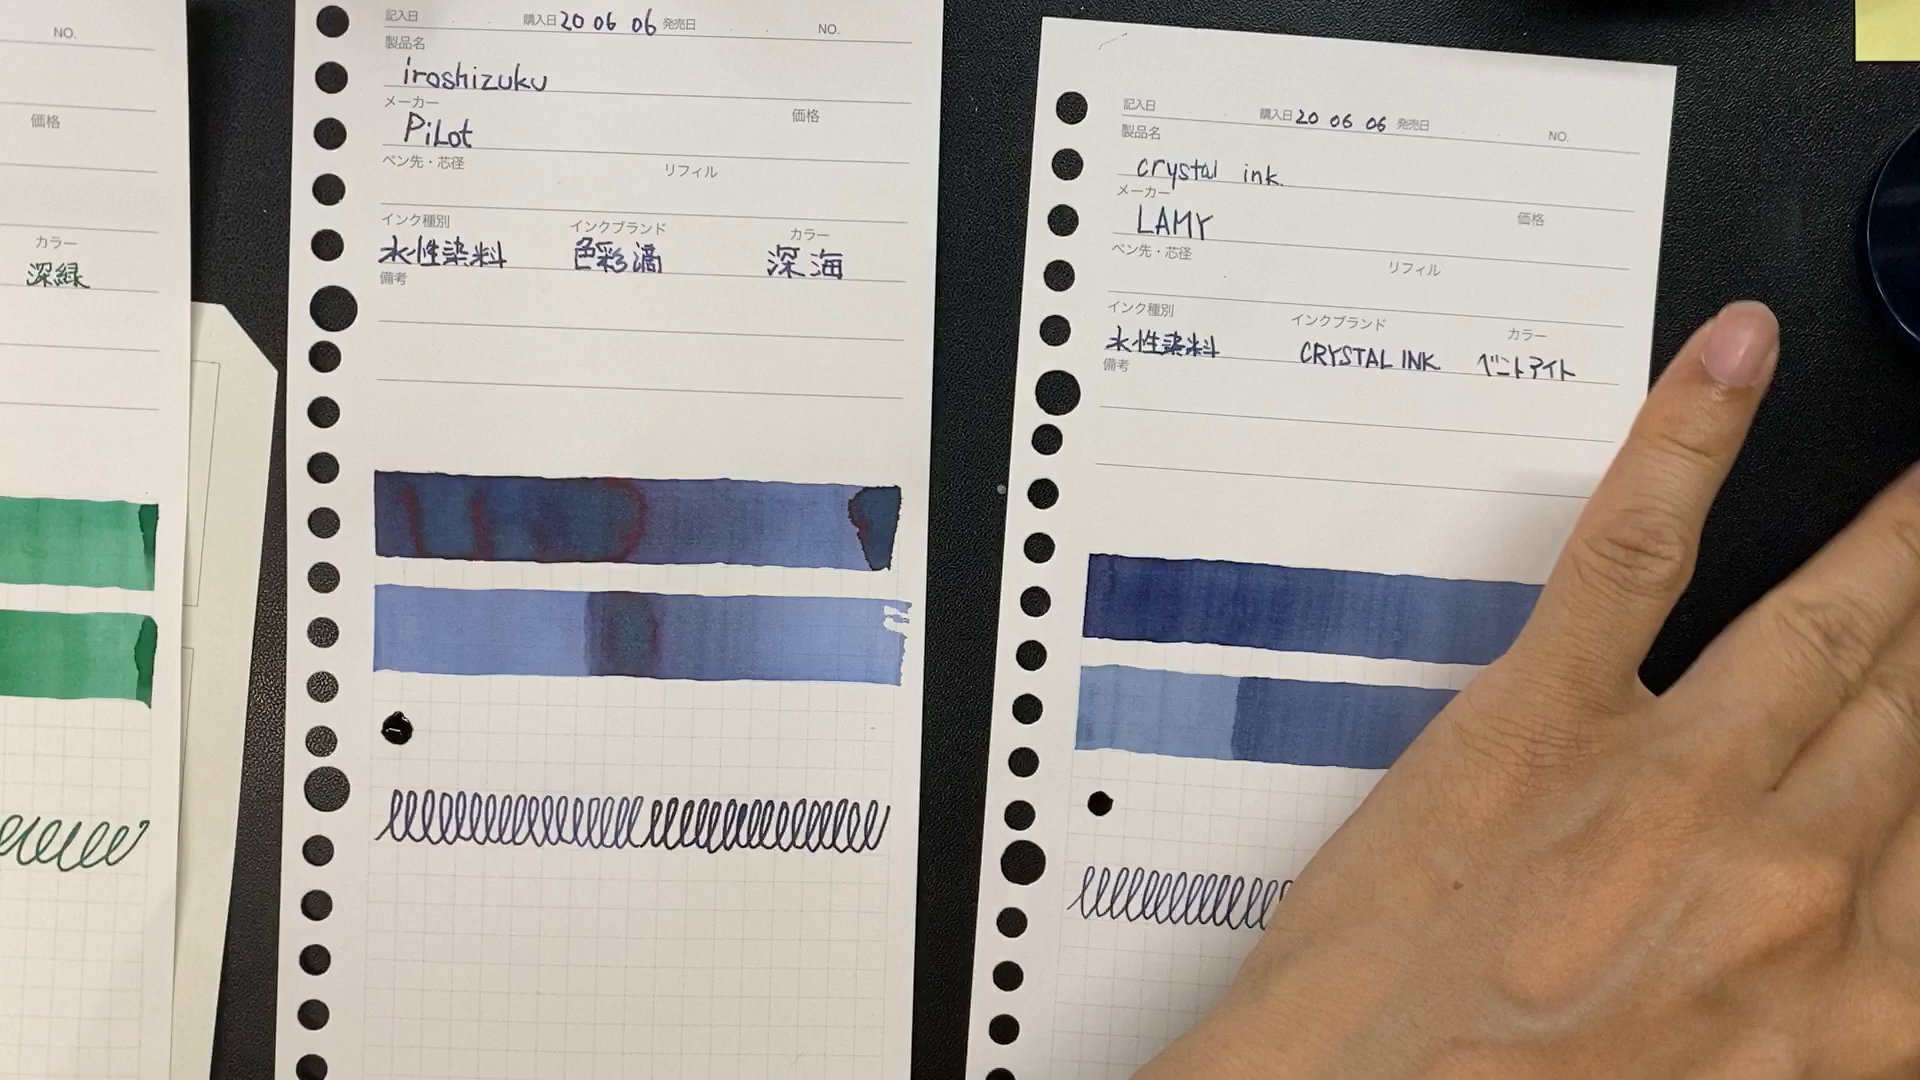 NO.
価格
カラー
深緑
記入日 購入日 20 06 06 発売日 NO.
製品名
iroshizuku
メーカー 価格
PiLot
ペン先・芯径 リフィル
インク種別 インクブランド カラー
水性染料 色彩滴 深海
備考
記入日 購入日 20 06 06 発売日 NO.
製品名
crystal ink.
メーカー 価格
LAMY
ペン先・芯径 リフィル
インク種別 インクブランド カラー
水性染料 CRYSTAL INK. ベニトアイト
備考